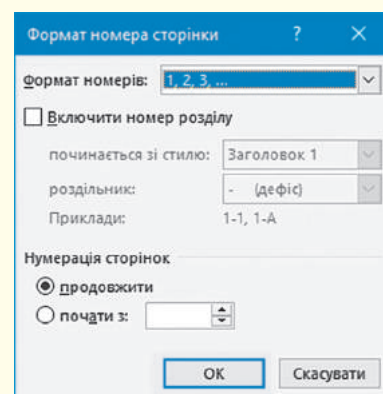 Формат номера сторінки ? ×
Формат номерів: 1, 2, 3, ...
Включити номер розділу
починається зі стилю: Заголовок 1
роздільник: - (дефіс)
Приклади: 1-1, 1-A
Нумерація сторінок
продовжити
почати з:
ОК Скасувати